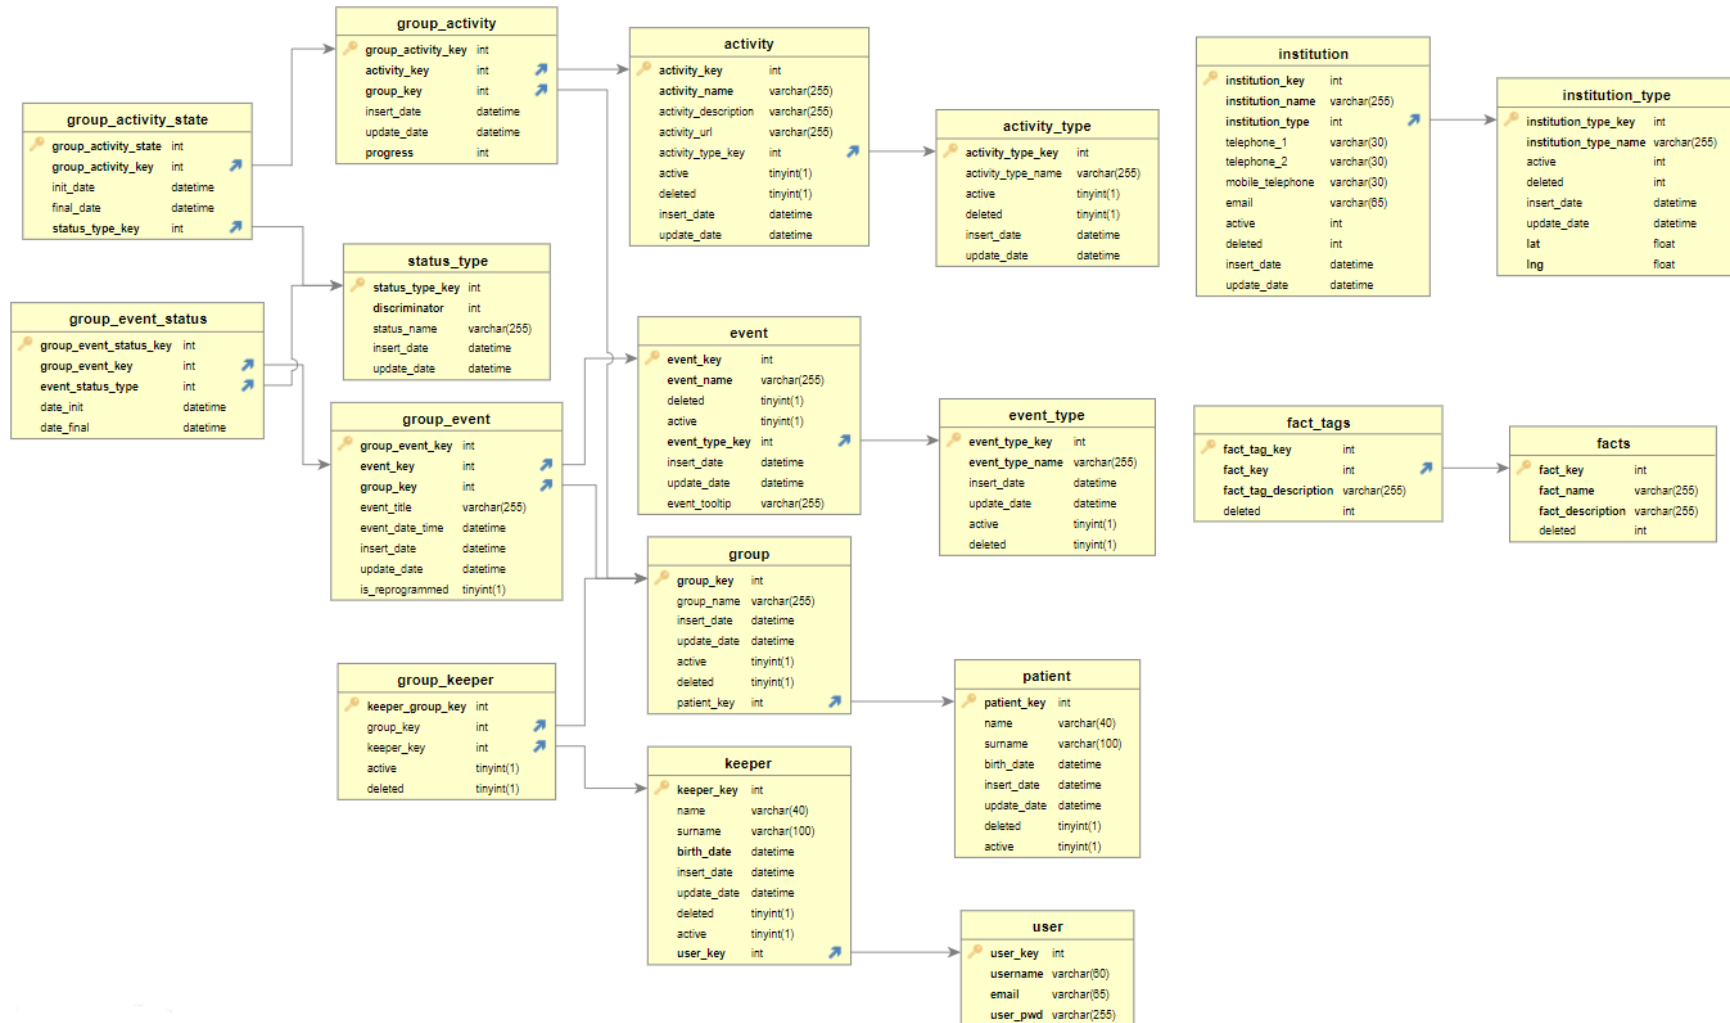 group_activity
group_activity_key int
activity_key int
group_key int
insert_date datetime
update_date datetime
progress int
activity
activity_key int
activity_name varchar(255)
activity_description varchar(255)
activity_url varchar(255)
activity_type_key int
active tinyint(1)
deleted tinyint(1)
insert_date datetime
update_date datetime
institution
institution_key int
institution_name varchar(255)
institution_type int
telephone_1 varchar(30)
telephone_2 varchar(30)
mobile_telephone varchar(30)
email varchar(65)
active int
deleted int
insert_date datetime
update_date datetime
institution_type
institution_type_key int
institution_type_name varchar(255)
active int
deleted int
insert_date datetime
update_date datetime
lat float
lng float
group_activity_state
group_activity_state int
group_activity_key int
init_date datetime
final_date datetime
status_type_key int
activity_type
activity_type_key int
activity_type_name varchar(255)
active tinyint(1)
deleted tinyint(1)
insert_date datetime
update_date datetime
status_type
status_type_key int
discriminator int
status_name varchar(255)
insert_date datetime
update_date datetime
group_event_status
group_event_status_key int
group_event_key int
event_status_type int
date_init datetime
date_final datetime
event
event_key int
event_name varchar(255)
deleted tinyint(1)
active tinyint(1)
event_type_key int
insert_date datetime
update_date datetime
event_tooltip varchar(255)
group_event
group_event_key int
event_key int
group_key int
event_title varchar(255)
event_date_time datetime
insert_date datetime
update_date datetime
is_reprogrammed tinyint(1)
event_type
event_type_key int
event_type_name varchar(255)
insert_date datetime
update_date datetime
active tinyint(1)
deleted tinyint(1)
fact_tags
fact_tag_key int
fact_key int
fact_tag_description varchar(255)
deleted int
facts
fact_key int
fact_name varchar(255)
fact_description varchar(255)
deleted int
group
group_key int
group_name varchar(255)
insert_date datetime
update_date datetime
active tinyint(1)
deleted tinyint(1)
patient_key int
group_keeper
keeper_group_key int
group_key int
keeper_key int
active tinyint(1)
deleted tinyint(1)
patient
patient_key int
name varchar(40)
surname varchar(100)
birth_date datetime
insert_date datetime
update_date datetime
deleted tinyint(1)
active tinyint(1)
keeper
keeper_key int
name varchar(40)
surname varchar(100)
birth_date datetime
insert_date datetime
update_date datetime
deleted tinyint(1)
active tinyint(1)
user_key int
user
user_key int
username varchar(60)
email varchar(65)
user_pwd varchar(255)